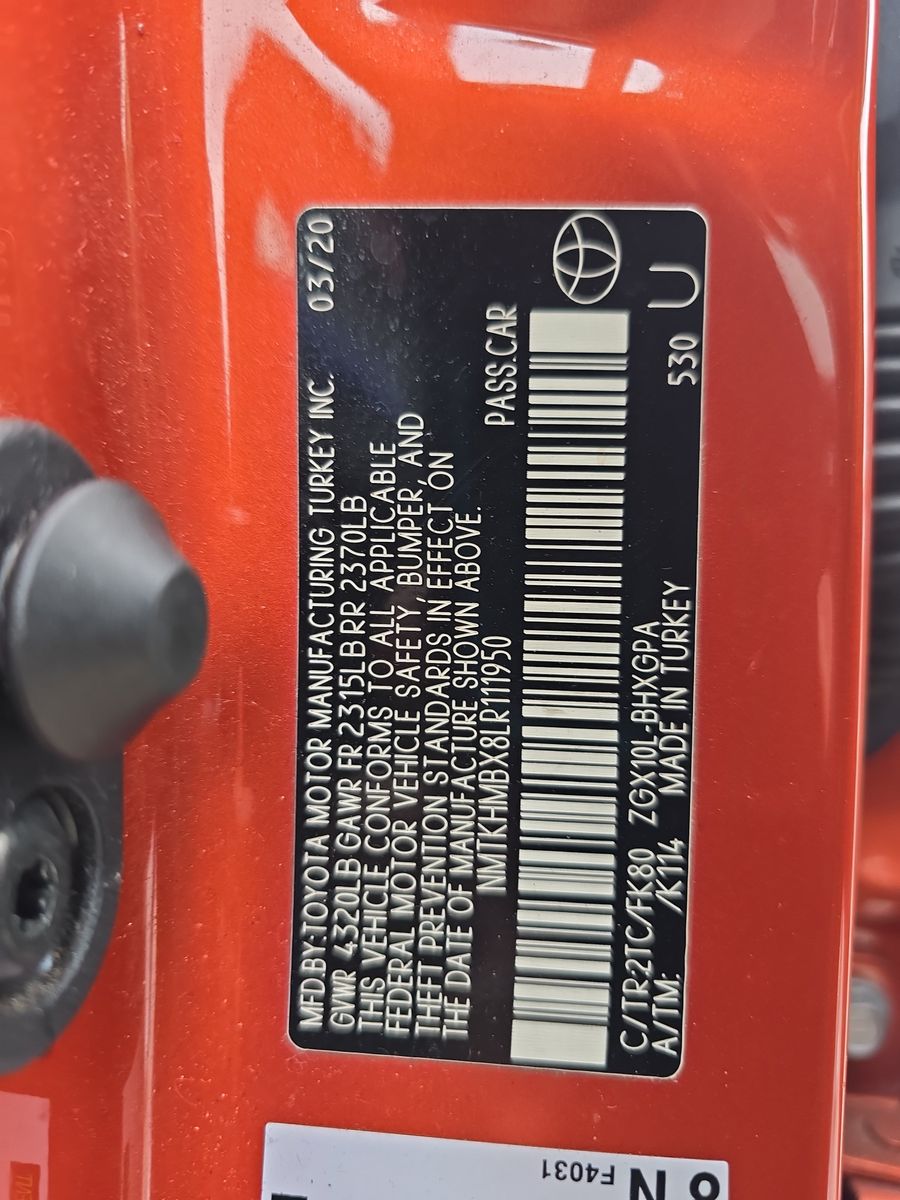 MFD.BY:TOYOTA MOTOR MANUFACTURING TURKEY INC. 03/20
GVWR 4320LB GAWR FR 2315LB RR 2370LB
THIS VEHICLE CONFORMS TO ALL APPLICABLE
FEDERAL MOTOR VEHICLE SAFETY, BUMPER, AND
THEFT PREVENTION STANDARDS IN EFFECT ON
THE DATE OF MANUFACTURE SHOWN ABOVE.
NMTKHMBX8LR111950 PASS.CAR
C/TR:2TC/FK80 ZGX10L-BHXGPA 530 U
A/TM: /K114 MADE IN TURKEY
F4031
N